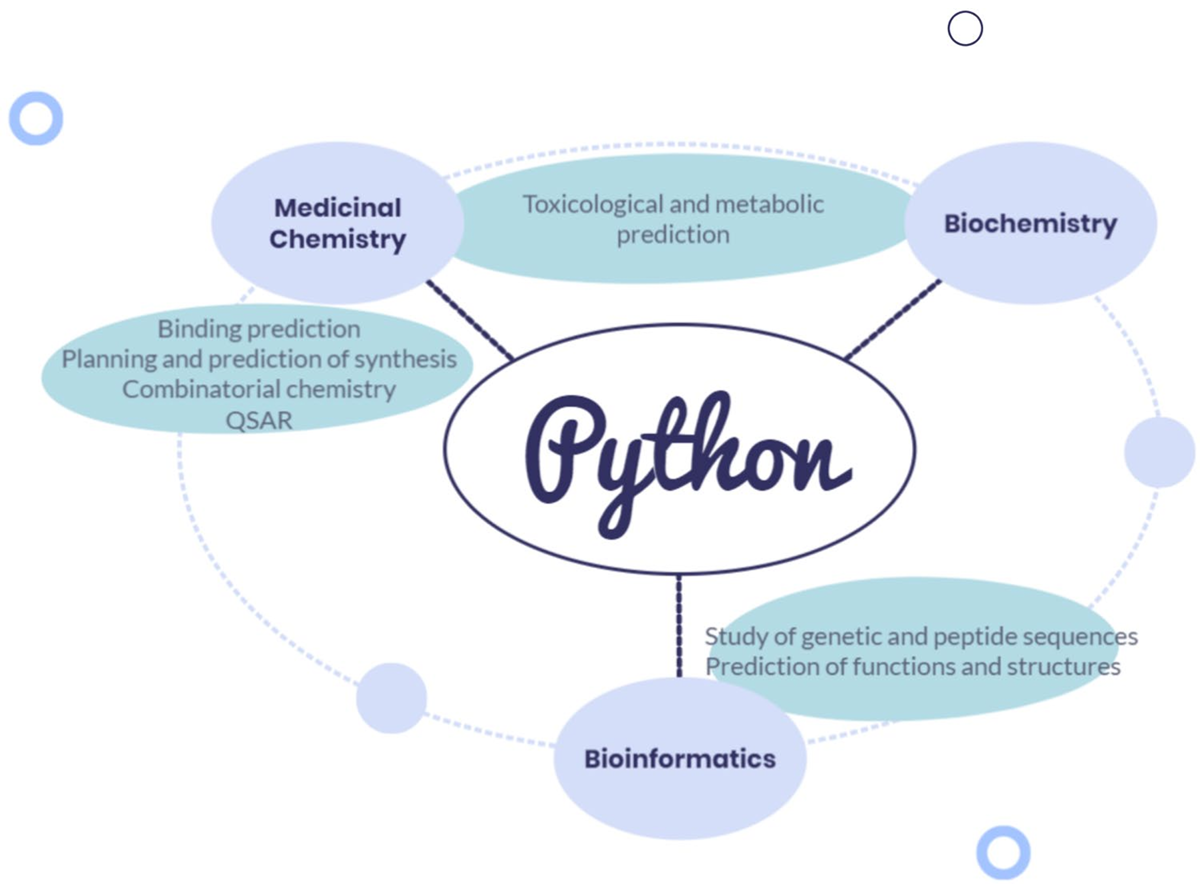 Medicinal
Chemistry
Toxicological and metabolic
prediction
Biochemistry
Binding prediction
Planning and prediction of synthesis
Combinatorial chemistry
QSAR
Python
Study of genetic and peptide sequences
Prediction of functions and structures
Bioinformatics